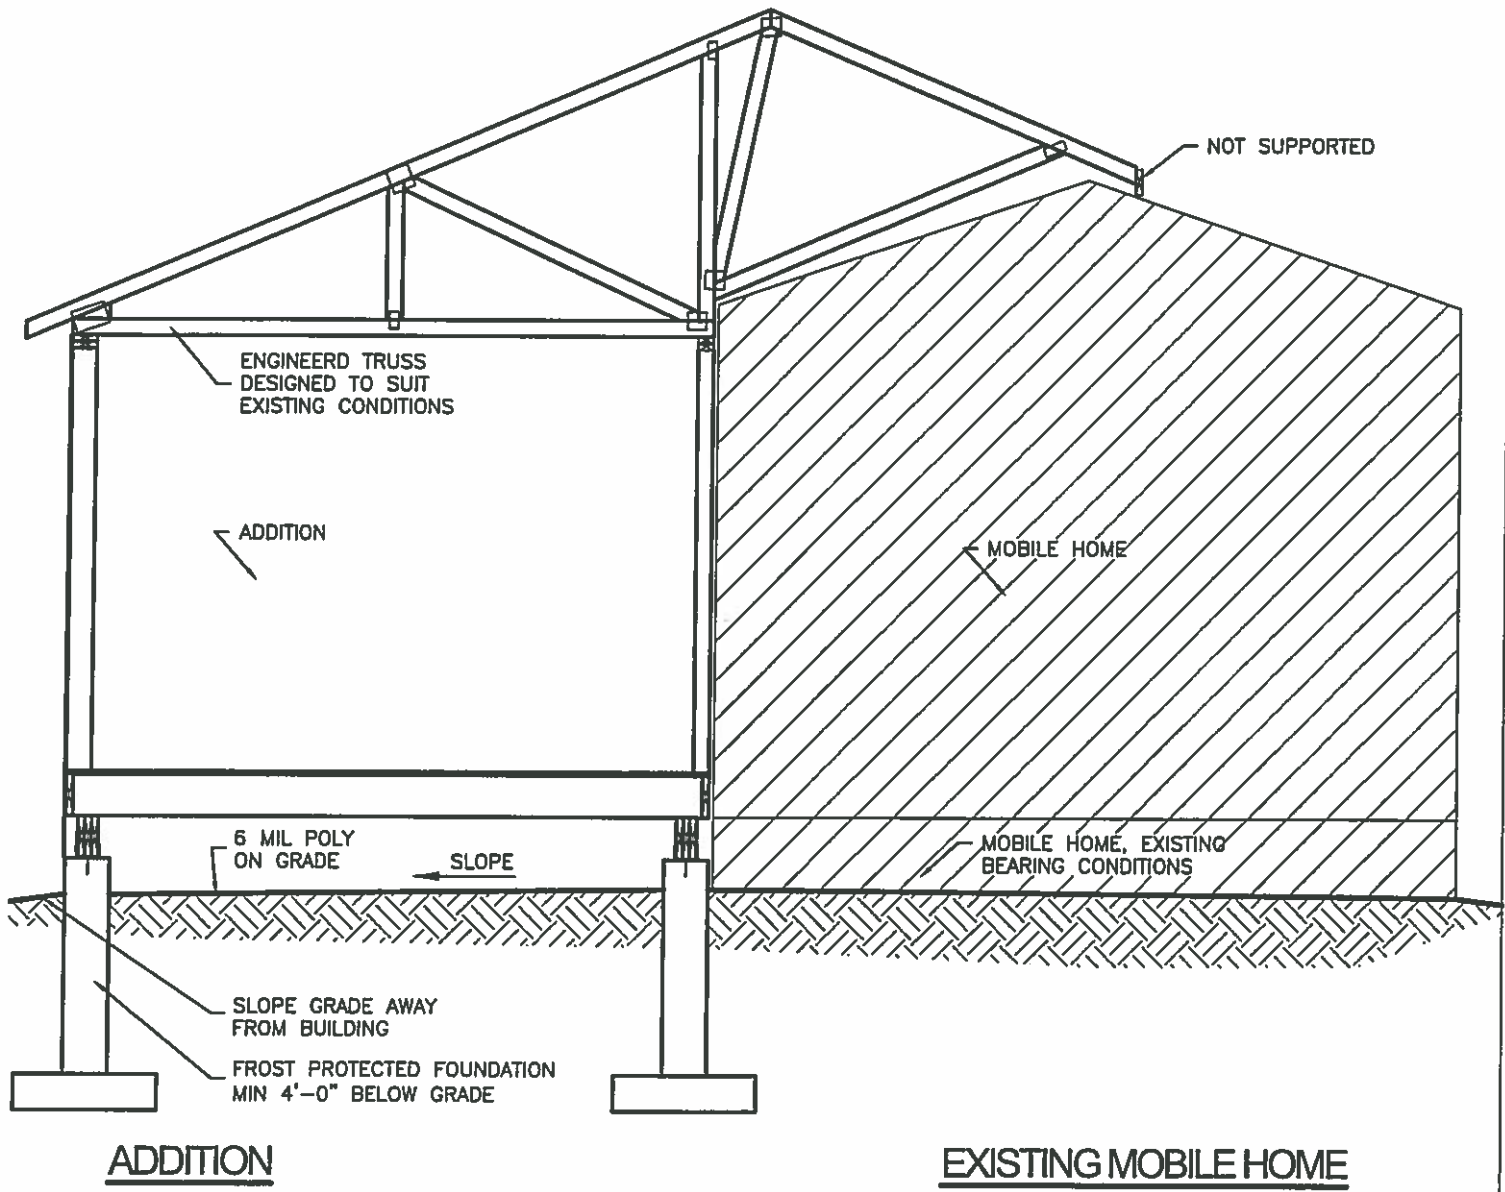 NOT SUPPORTED
ENGINEERD TRUSS
DESIGNED TO SUIT
EXISTING CONDITIONS
ADDITION
MOBILE HOME
6 MIL POLY
ON GRADE
SLOPE
MOBILE HOME, EXISTING
BEARING CONDITIONS
SLOPE GRADE AWAY
FROM BUILDING
FROST PROTECTED FOUNDATION
MIN 4'-0" BELOW GRADE
ADDITION
EXISTING MOBILE HOME